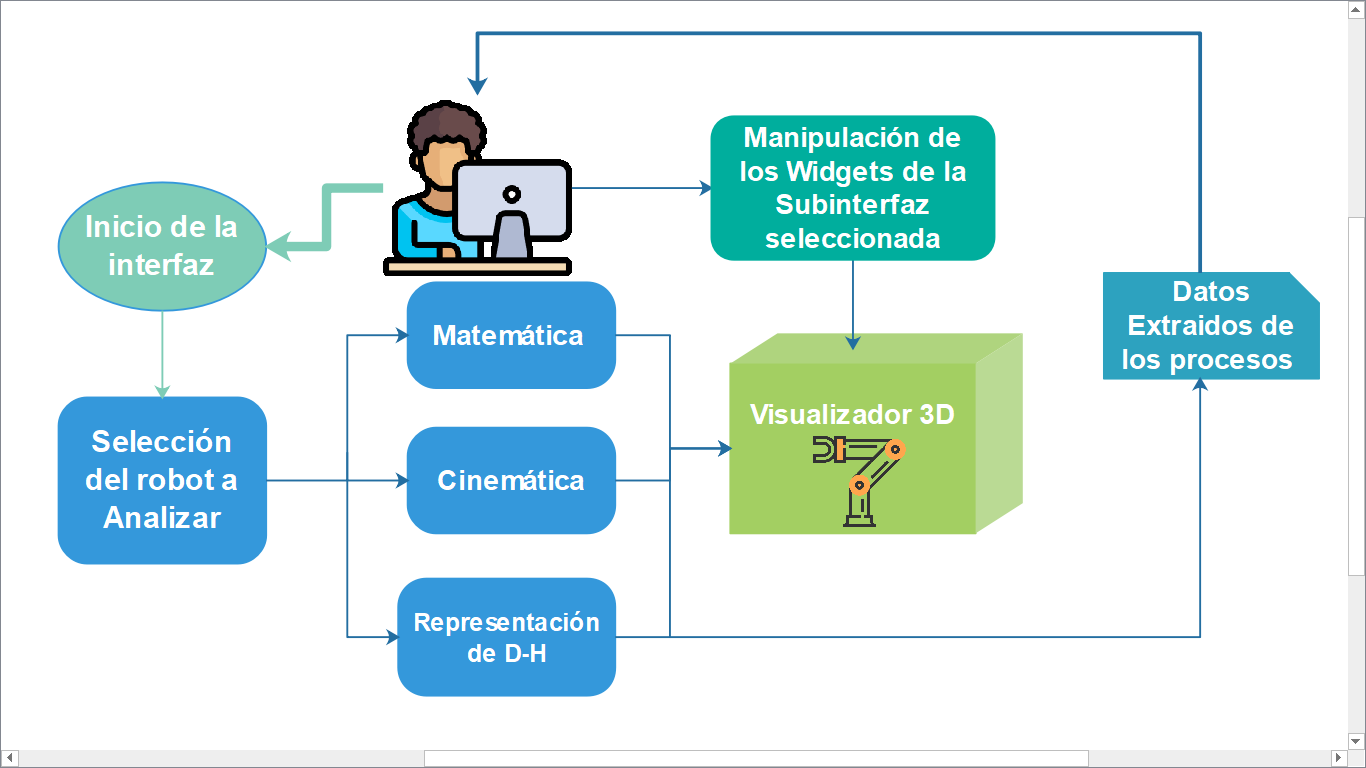 Inicio de la
interfaz
Selección
del robot a
Analizar
Matemática
Cinemática
Representación
de D-H
Manipulación de
los Widgets de la
Subinterfaz
seleccionada
Visualizador 3D
Datos
Extraidos de
los procesos